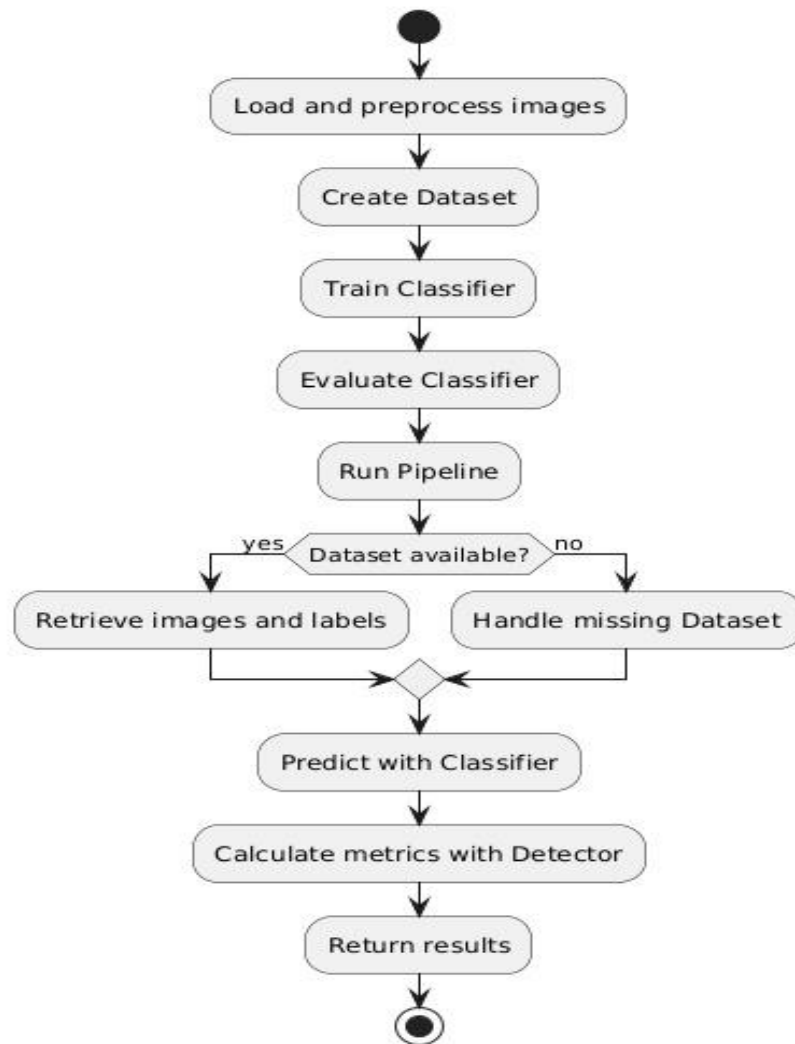 Load and preprocess images
Create Dataset
Train Classifier
Evaluate Classifier
Run Pipeline
yes
Dataset available?
no
Retrieve images and labels
Handle missing Dataset
Predict with Classifier
Calculate metrics with Detector
Return results